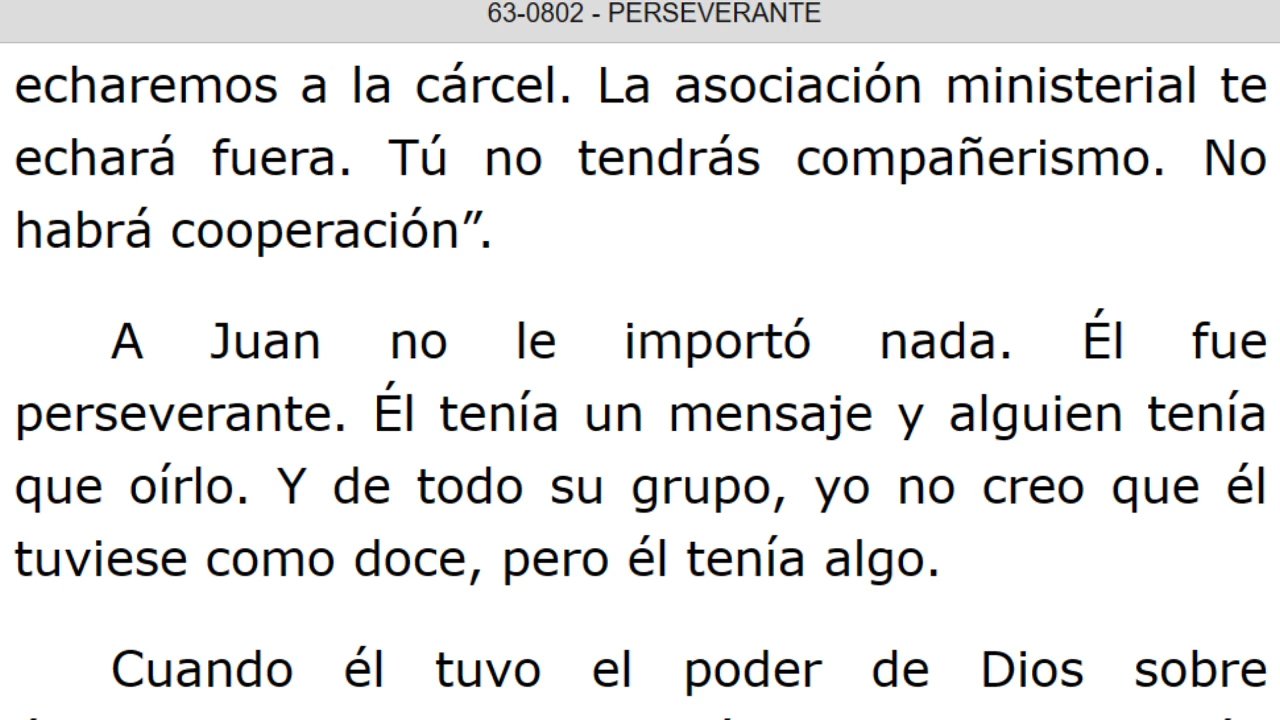 63-0802 - PERSEVERANTE
echaremos a la cárcel. La asociación ministerial te
echará fuera. Tú no tendrás compañerismo. No
habrá cooperación”.
A Juan no le importó nada. Él fue
perseverante. Él tenía un mensaje y alguien tenía
que oírlo. Y de todo su grupo, yo no creo que él
tuviese como doce, pero él tenía algo.
Cuando él tuvo el poder de Dios sobre